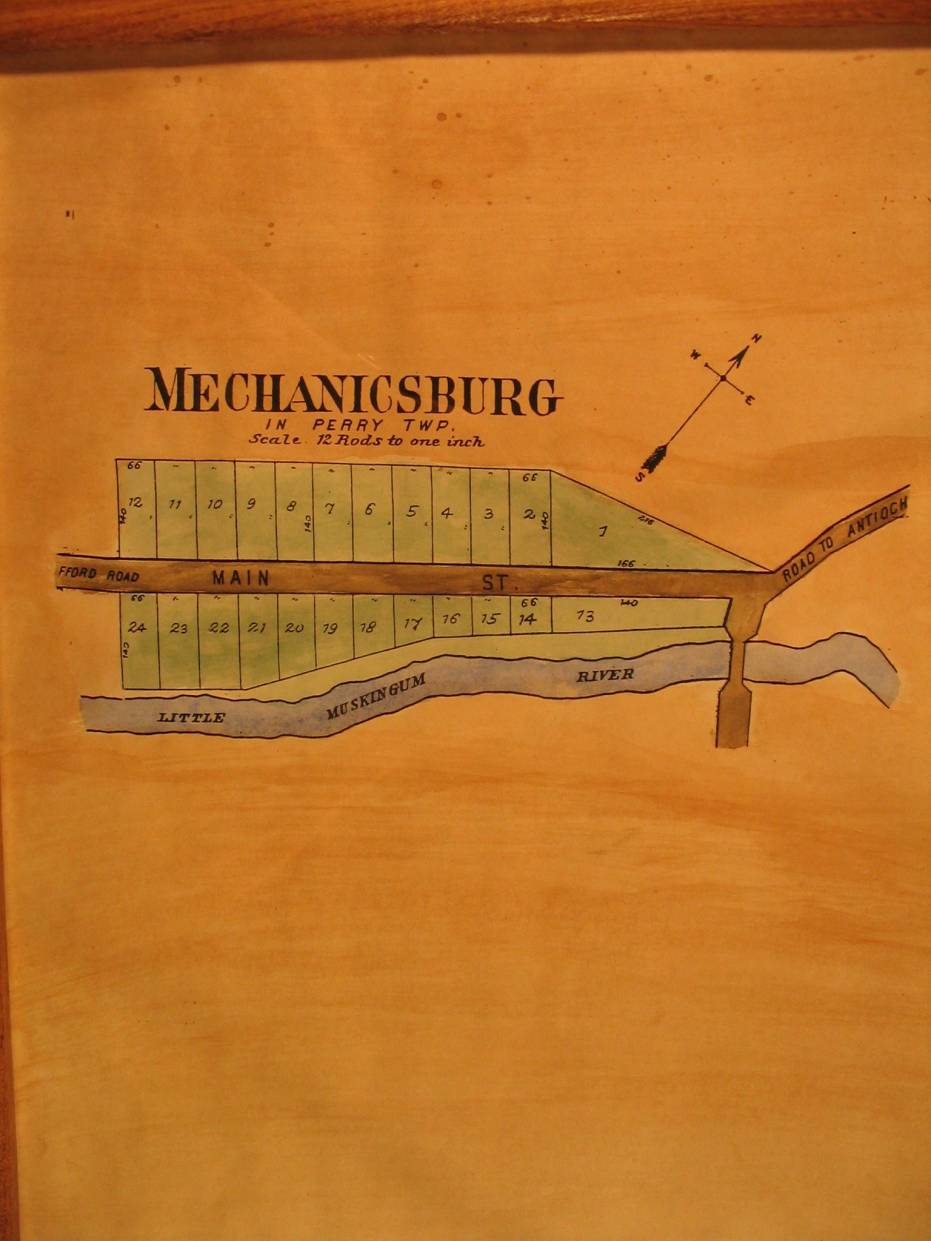 MECHANICSBURG
IN PERRY TWP.
Scale 12 Rods to one inch
N
W
E
S
66
66
12 11 10 9 8 7 6 5 4 3 2 1
140
140
140
166
FFORD ROAD
MAIN ST.
ROAD TO ANTIOCH
66
66
140
24 23 22 21 20 19 18 17 16 15 14 13
140
LITTLE MUSKINGUM RIVER